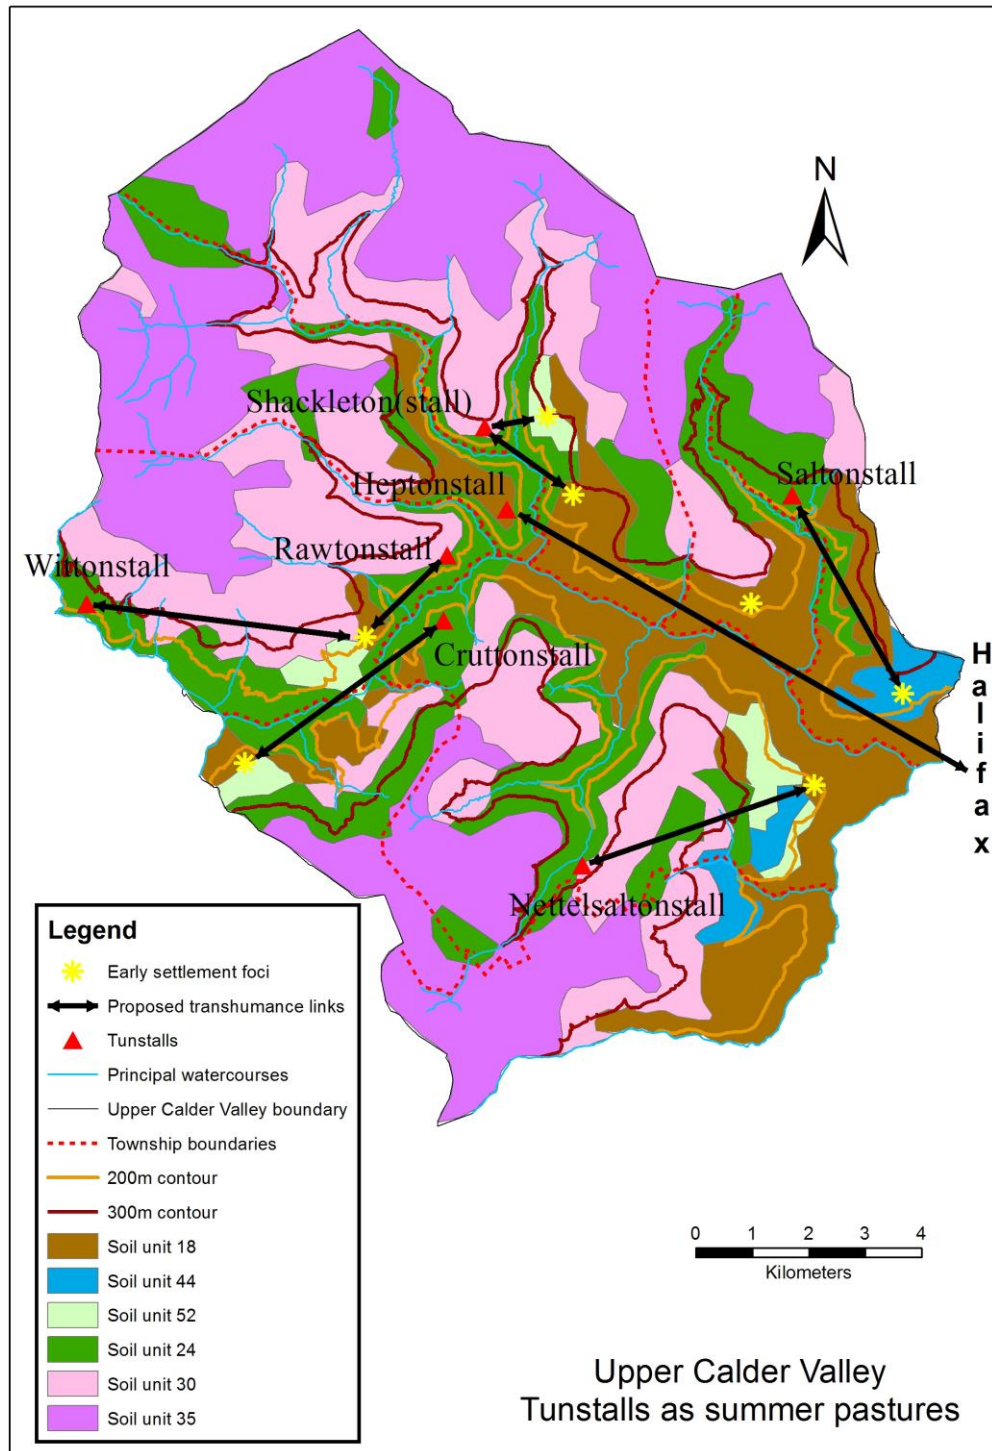 N
Shackleton(stall)
Heptonstall
Saltonstall
Rawtonstall
Wittonstall
Cruttonstall
Halifax
Nettelsaltonstall
Legend
Early settlement foci
Proposed transhumance links
Tunstalls
Principal watercourses
Upper Calder Valley boundary
Township boundaries
200m contour
300m contour
Soil unit 18
Soil unit 44
Soil unit 52
Soil unit 24
Soil unit 30
Soil unit 35
0 1 2 3 4
Kilometers
Upper Calder Valley
Tunstalls as summer pastures